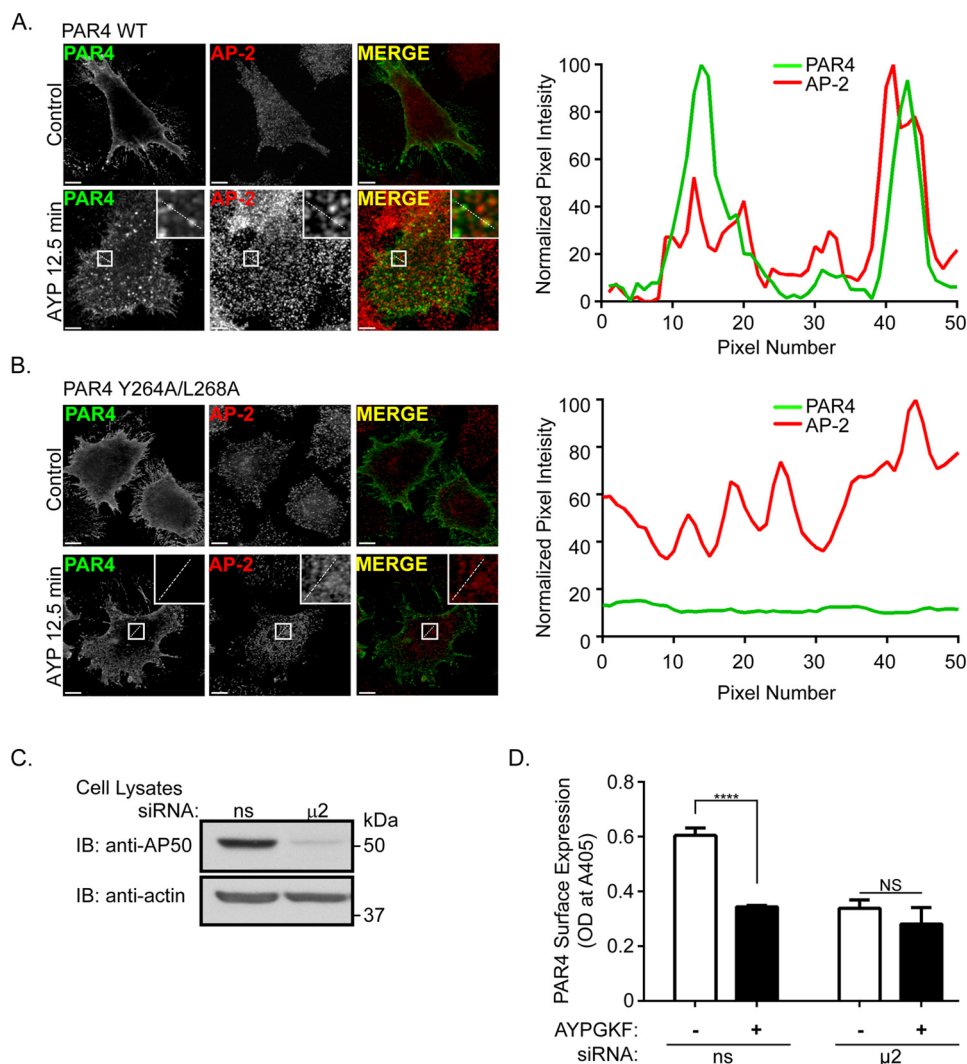 A.
PAR4 WT
PAR4 AP-2 MERGE
Control
PAR4 AP-2 MERGE
AYP 12.5 min
PAR4
AP-2
Normalized Pixel Inteisity
100
80
60
40
20
0
0 10 20 30 40 50
Pixel Number
B.
PAR4 Y264A/L268A
PAR4 AP-2 MERGE
Control
PAR4 AP-2 MERGE
AYP 12.5 min
PAR4
AP-2
Normalized Pixel Inteisity
100
80
60
40
20
0
0 10 20 30 40 50
Pixel Number
C.
Cell Lysates
siRNA: ns µ2
kDa
IB: anti-AP50
50
IB: anti-actin
37
D.
PAR4 Surface Expression
(OD at A405)
0.8
0.6
0.4
0.2
0
****
NS
AYPGKF: - + - +
siRNA: ns µ2